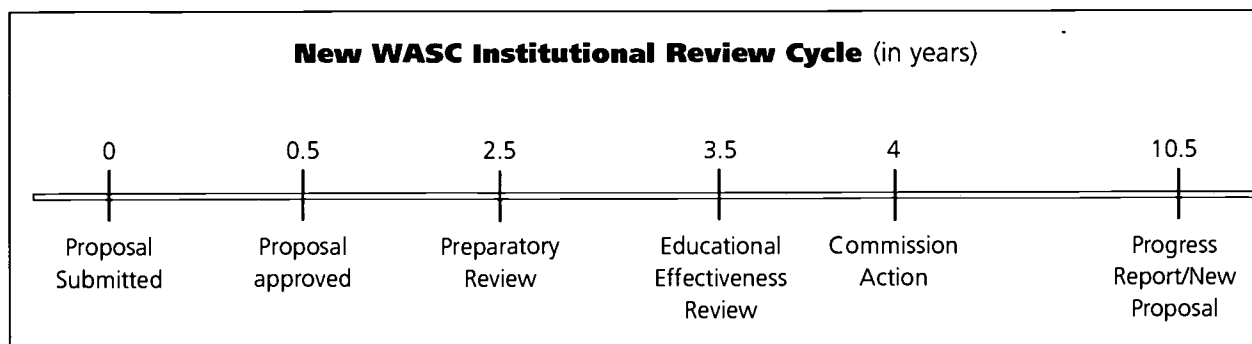 New WASC Institutional Review Cycle (in years)
0 0.5 2.5 3.5 4 10.5
Proposal
Submitted
Proposal
approved
Preparatory
Review
Educational
Effectiveness
Review
Commission
Action
Progress
Report/New
Proposal